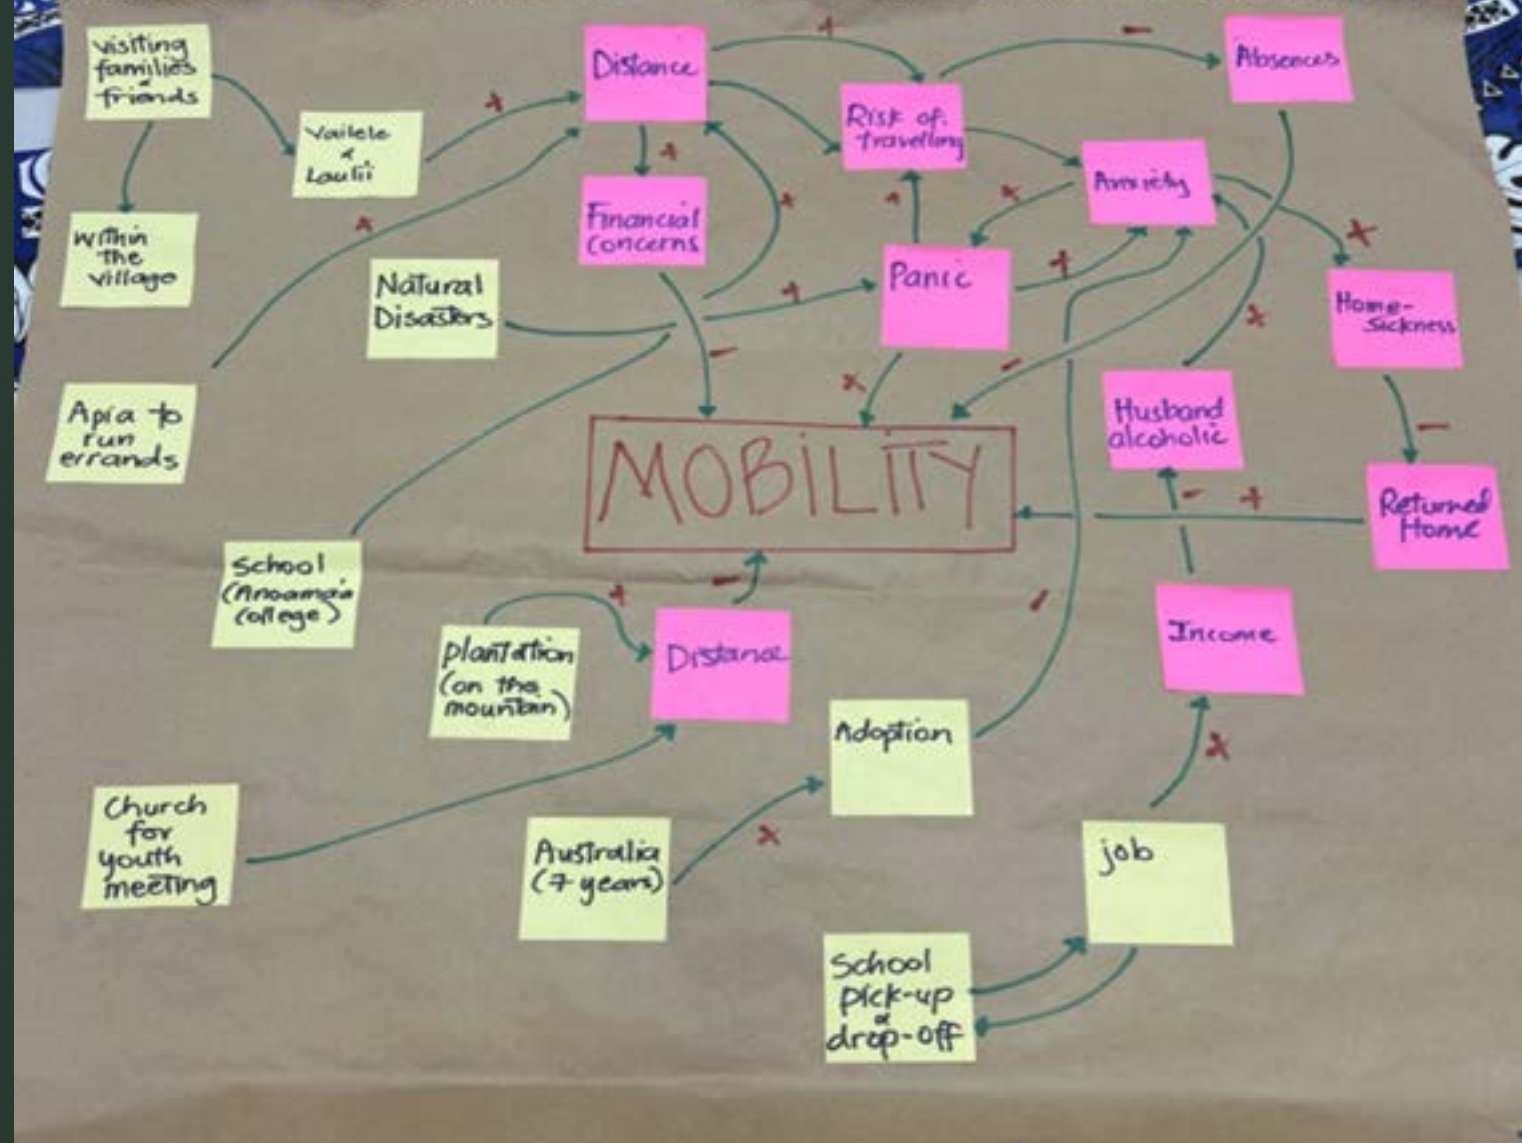 visiting
families
&
friends
Distance
Absences
Risk of
travelling
Vailele
&
Laulii
Anxiety
within
the
village
Financial
concerns
Natural
Disasters
Panic
Home-
Sickness
Apia to
run
errands
Husband
alcoholic
MOBILITY
Returned
Home
School
(Anoamaa
College)
plantation
(on the
mountain)
Distance
Income
Adoption
Church
for
youth
meeting
Australia
(7 years)
job
School
pick-up
&
drop-off